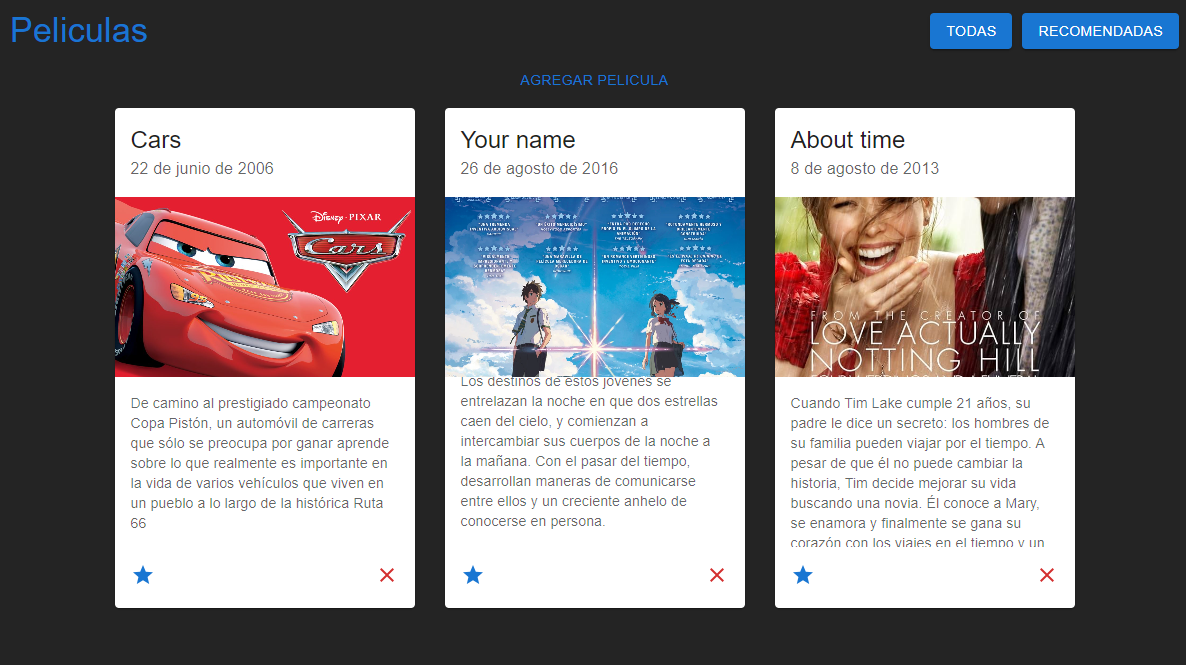 Peliculas
TODAS
RECOMENDADAS
AGREGAR PELICULA
Cars
22 de junio de 2006
DISNEY · PIXAR
Cars
De camino al prestigiado campeonato
Copa Pistón, un automóvil de carreras
que sólo se preocupa por ganar aprende
sobre lo que realmente es importante en
la vida de varios vehículos que viven en
un pueblo a lo largo de la histórica Ruta
66
Your name
26 de agosto de 2016
Los destinos de estos jóvenes se
entrelazan la noche en que dos estrellas
caen del cielo, y comienzan a
intercambiar sus cuerpos de la noche a
la mañana. Con el pasar del tiempo,
desarrollan maneras de comunicarse
entre ellos y un creciente anhelo de
conocerse en persona.
About time
8 de agosto de 2013
FROM THE CREATOR OF
LOVE ACTUALLY
NOTTING HILL
Cuando Tim Lake cumple 21 años, su
padre le dice un secreto: los hombres de
su familia pueden viajar por el tiempo. A
pesar de que él no puede cambiar la
historia, Tim decide mejorar su vida
buscando una novia. Él conoce a Mary,
se enamora y finalmente se gana su
corazón con los viajes en el tiempo y un